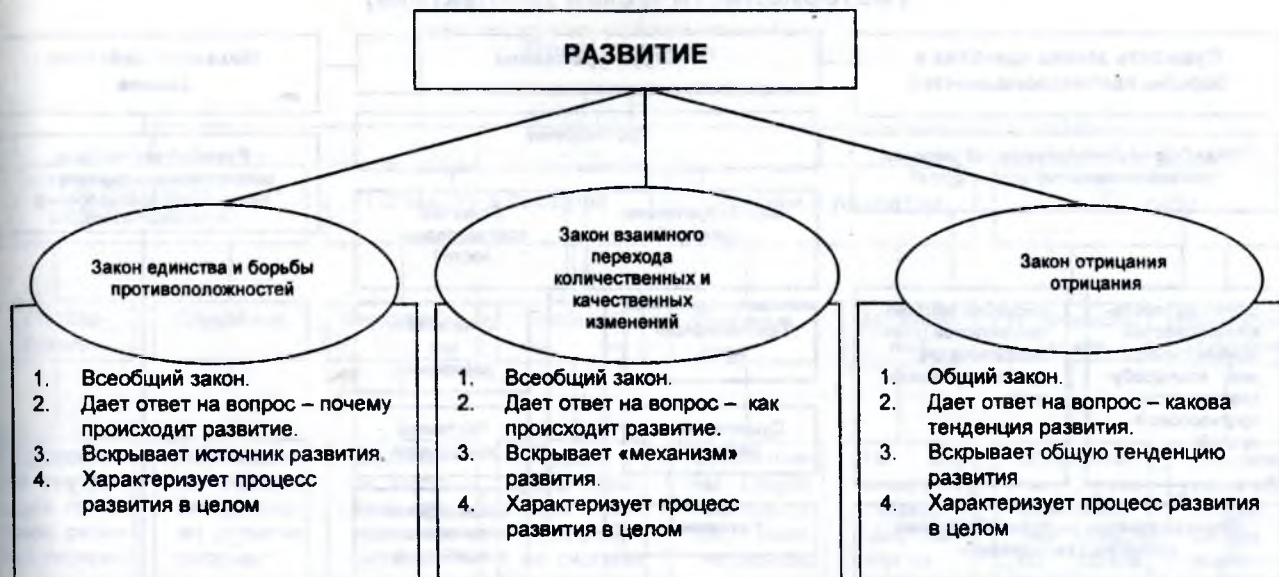 РАЗВИТИЕ
Закон единства и борьбы
противоположностей
1. Всеобщий закон.
2. Дает ответ на вопрос – почему
происходит развитие.
3. Вскрывает источник развития.
4. Характеризует процесс
развития в целом
Закон взаимного
перехода
количественных и
качественных
изменений
1. Всеобщий закон.
2. Дает ответ на вопрос – как
происходит развитие.
3. Вскрывает «механизм»
развития.
4. Характеризует процесс
развития в целом
Закон отрицания
отрицания
1. Общий закон.
2. Дает ответ на вопрос – какова
тенденция развития.
3. Вскрывает общую тенденцию
развития
4. Характеризует процесс развития
в целом